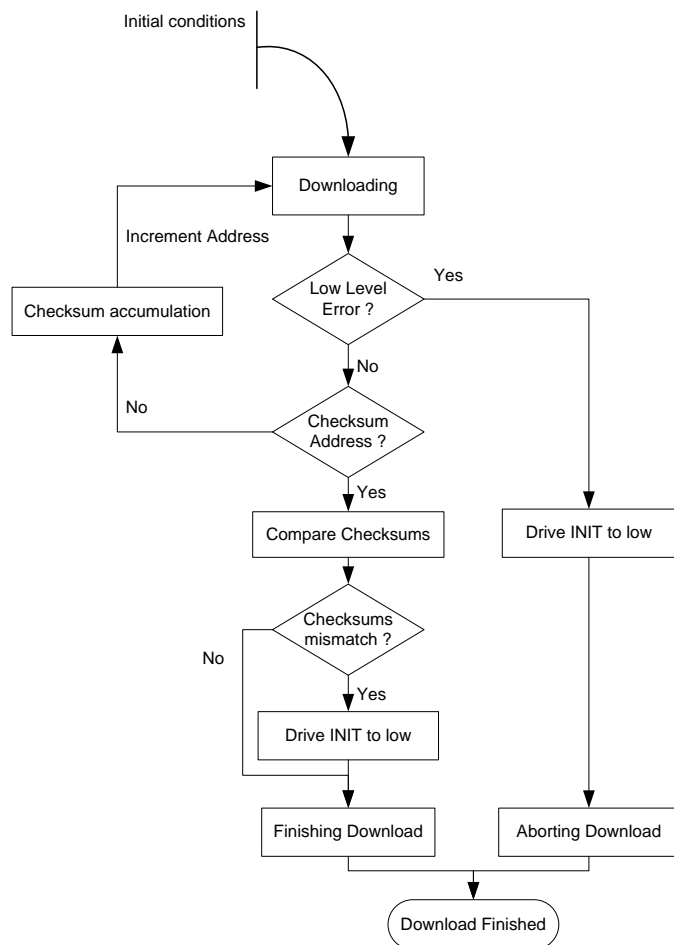 Initial conditions
Downloading
Increment Address
Yes
Low Level
Error ?
Checksum accumulation
No
No
Checksum
Address ?
Yes
Compare Checksums
Drive INIT to low
Checksums
mismatch ?
No
Yes
Drive INIT to low
Finishing Download
Aborting Download
Download Finished